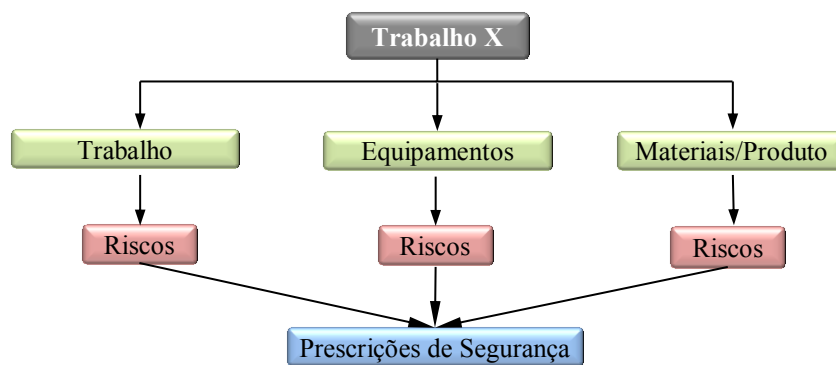 Trabalho X
Trabalho
Equipamentos
Materiais/Produto
Riscos
Riscos
Riscos
Prescrições de Segurança